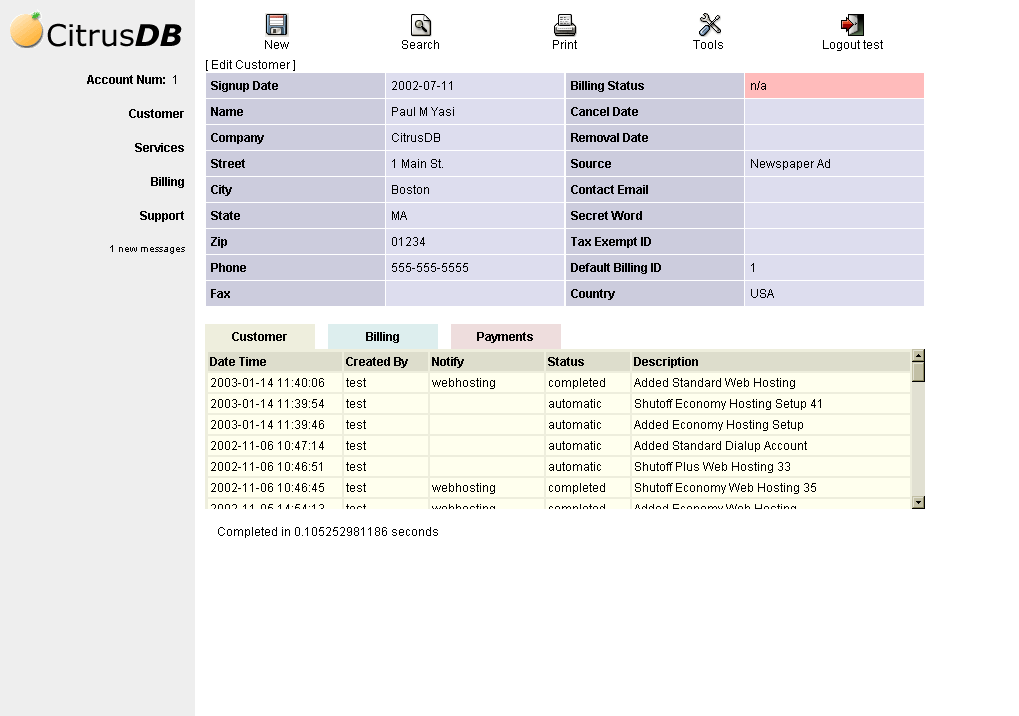 CitrusDB
New Search Print Tools Logout test
Account Num: 1
Customer
Services
Billing
Support
1 new messages
[ Edit Customer ]
Signup Date 2002-07-11 Billing Status n/a
Name Paul M Yasi Cancel Date
Company CitrusDB Removal Date
Street 1 Main St. Source Newspaper Ad
City Boston Contact Email
State MA Secret Word
Zip 01234 Tax Exempt ID
Phone 555-555-5555 Default Billing ID 1
Fax Country USA
Customer Billing Payments
Date Time Created By Notify Status Description
2003-01-14 11:40:06 test webhosting completed Added Standard Web Hosting
2003-01-14 11:39:54 test automatic Shutoff Economy Hosting Setup 41
2003-01-14 11:39:46 test automatic Added Economy Hosting Setup
2002-11-06 10:47:14 test automatic Added Standard Dialup Account
2002-11-06 10:46:51 test automatic Shutoff Plus Web Hosting 33
2002-11-06 10:46:45 test webhosting completed Shutoff Economy Web Hosting 35
2002-11-05 14:54:13 test webhosting completed Added Economy Web Hosting
Completed in 0.105252981186 seconds